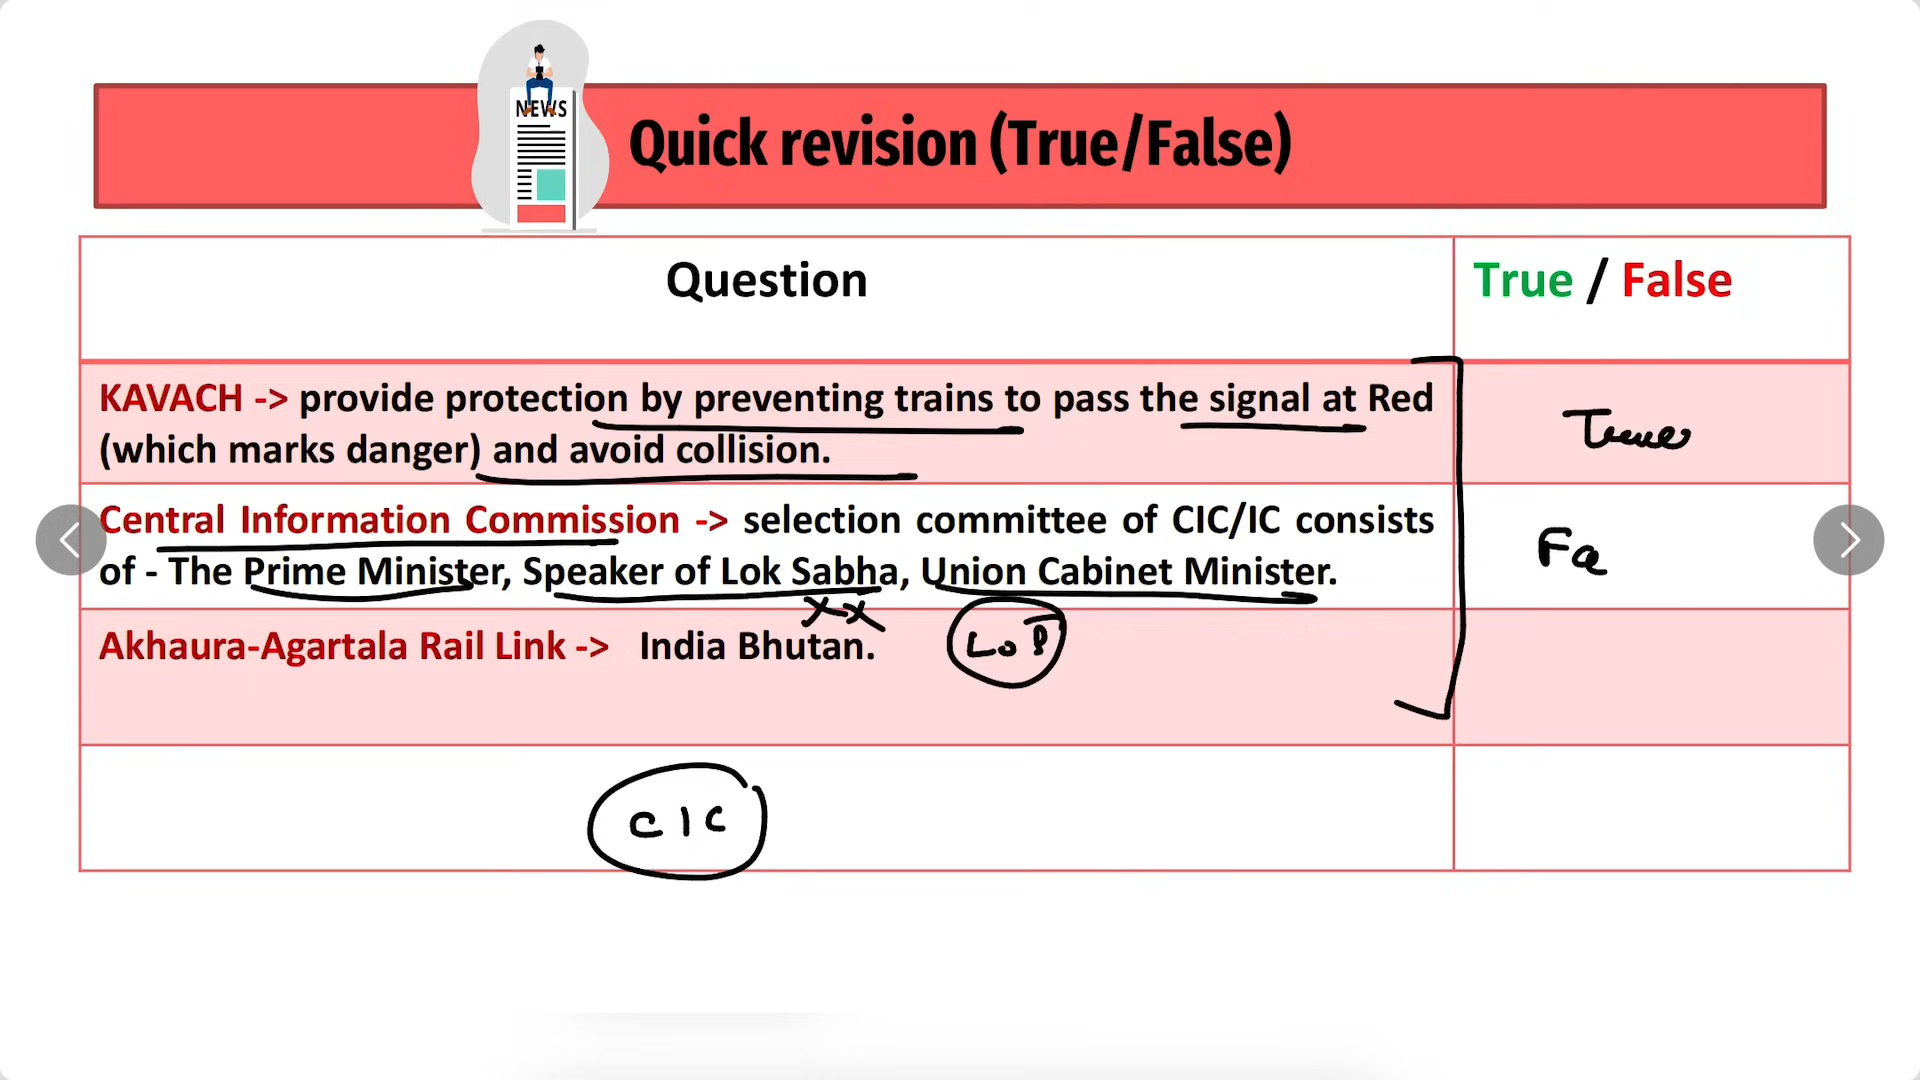 NEWS
Quick revision (True/False)
Question
True / False
KAVACH -> provide protection by preventing trains to pass the signal at Red
(which marks danger) and avoid collision.
True
Central Information Commission -> selection committee of CIC/IC consists
of - The Prime Minister, Speaker of Lok Sabha, Union Cabinet Minister.
Fa
Akhaura-Agartala Rail Link -> India Bhutan.
LoP
CIC